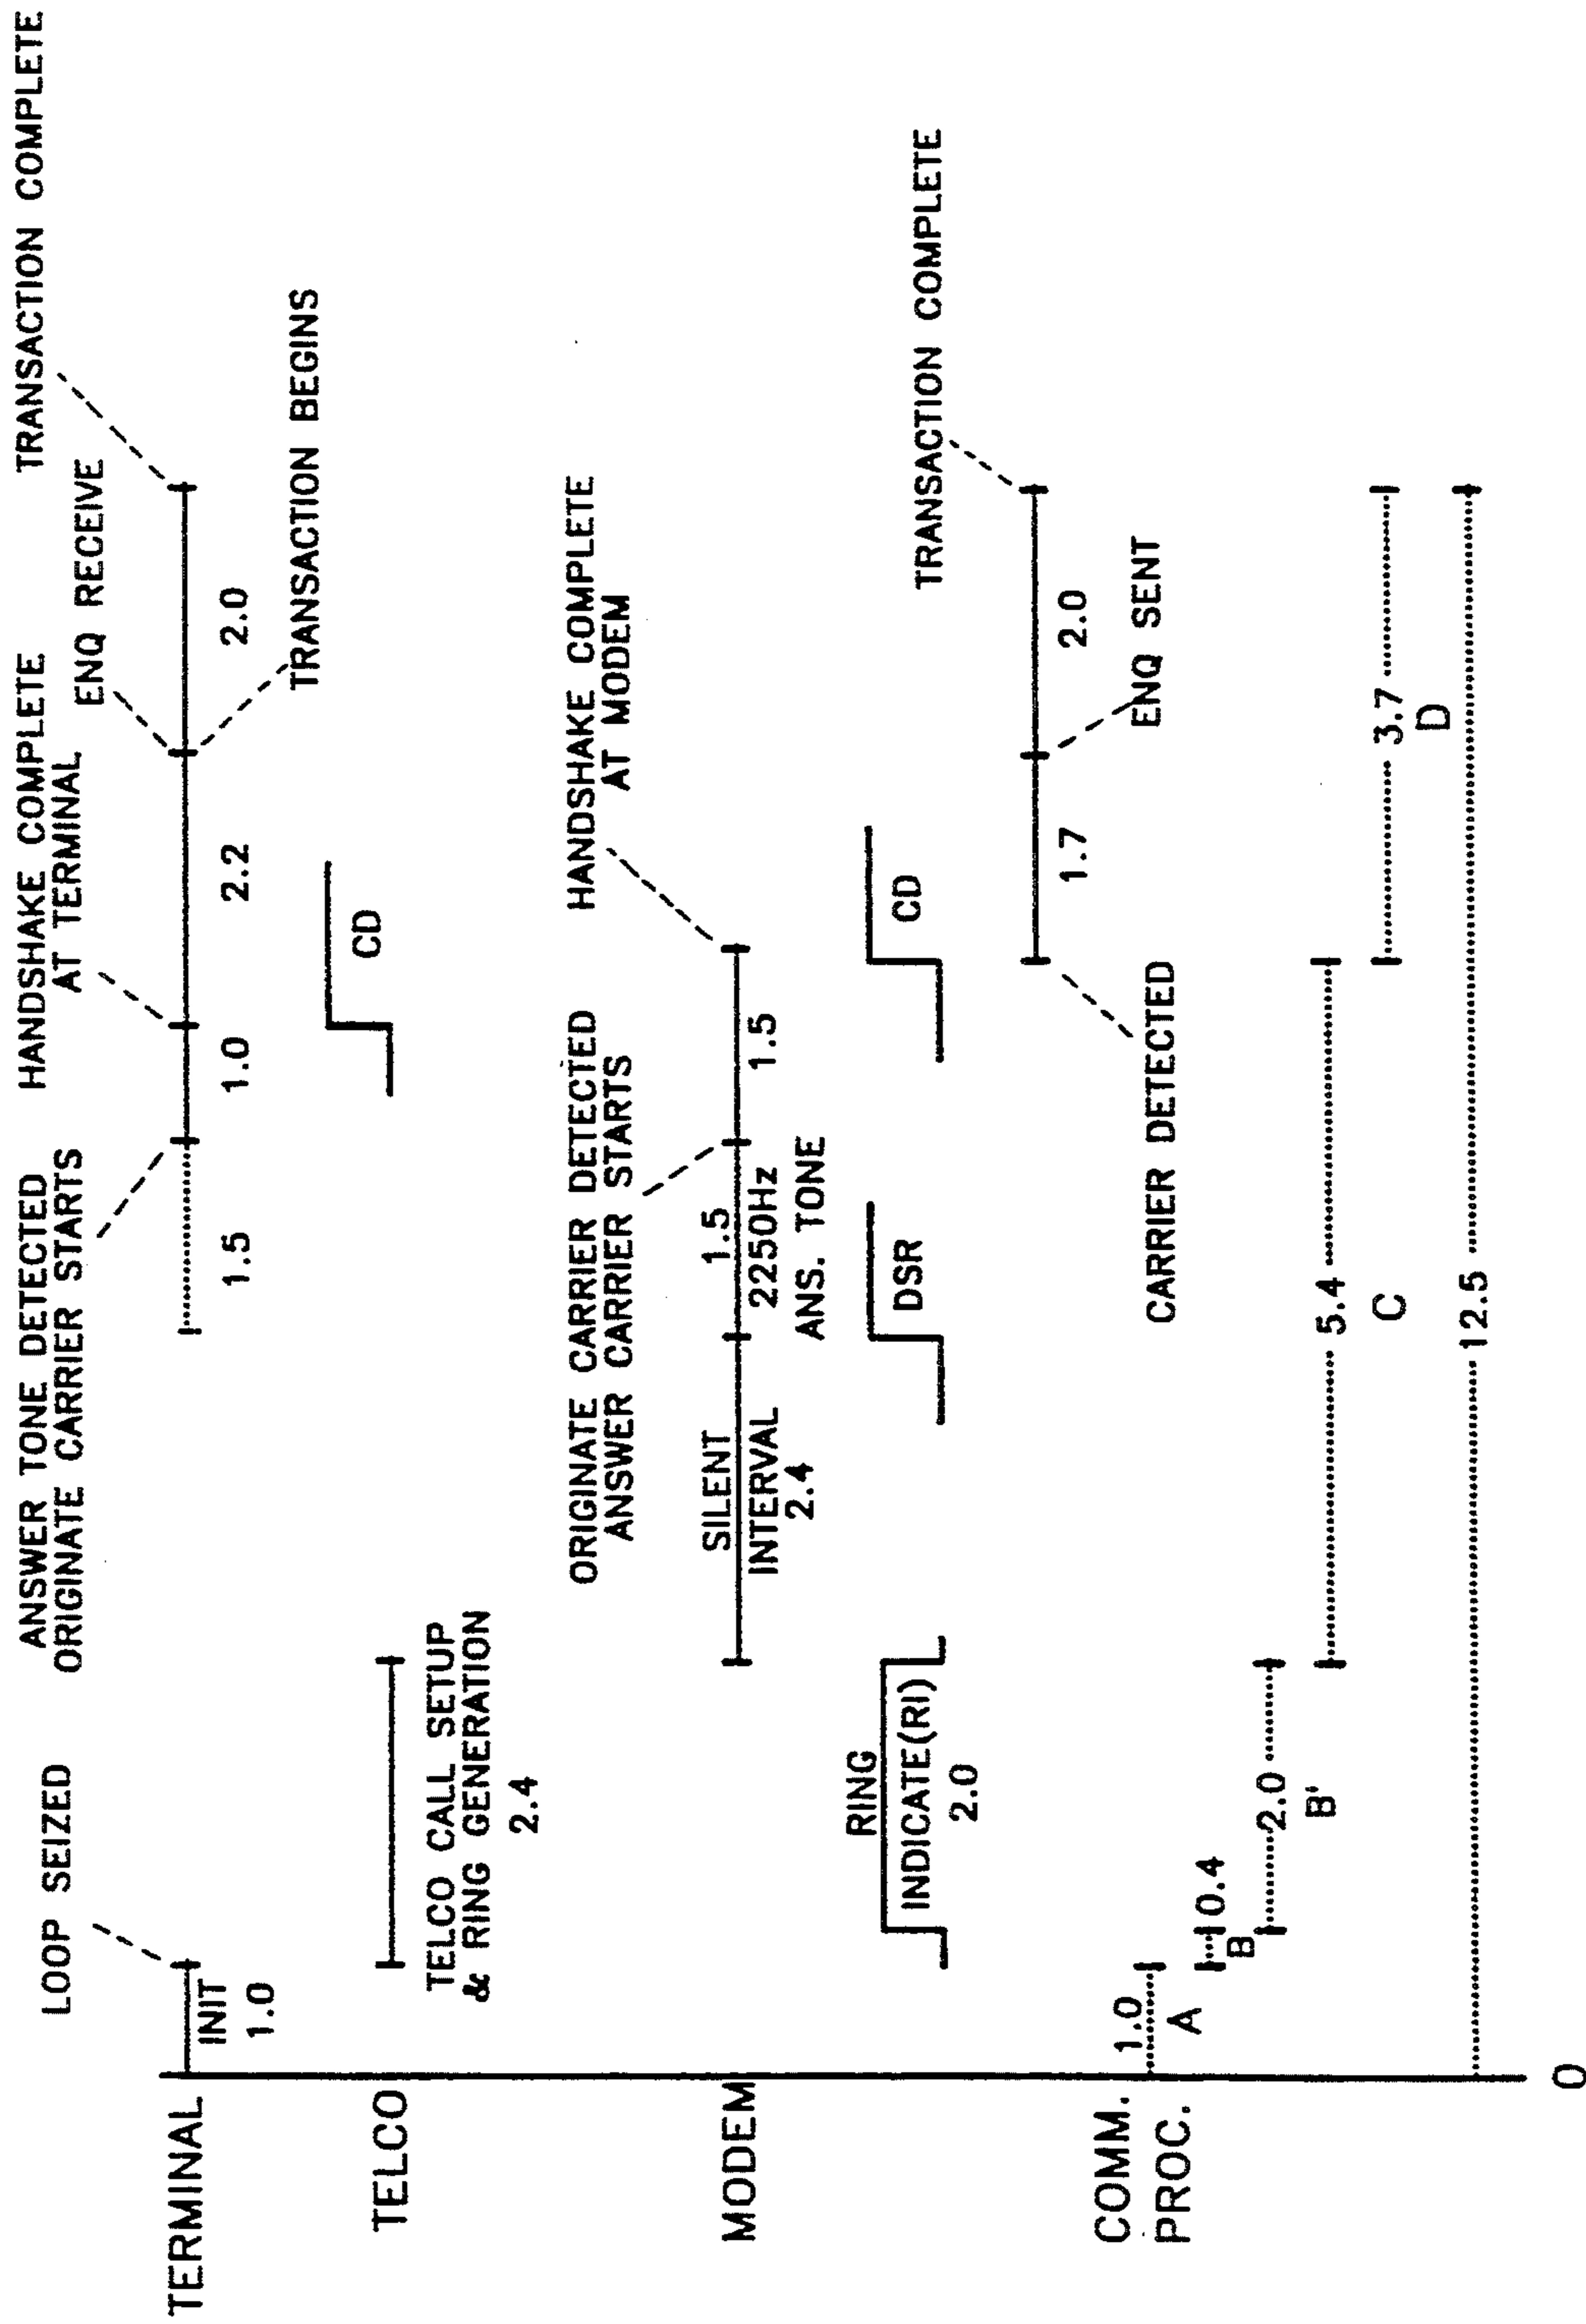 TERMINAL
INIT
1.0
LOOP SEIZED
ANSWER TONE DETECTED
ORIGINATE CARRIER STARTS
1.5
1.0
HANDSHAKE COMPLETE
AT TERMINAL
2.2
ENQ RECEIVE
TRANSACTION BEGINS
2.0
TRANSACTION COMPLETE
CD
TELCO
TELCO CALL SETUP
& RING GENERATION
2.4
MODEM
SILENT
INTERVAL
2.4
ORIGINATE CARRIER DETECTED
ANSWER CARRIER STARTS
1.5
2250Hz
ANS. TONE
1.5
HANDSHAKE COMPLETE
AT MODEM
RING
INDICATE(RI)
2.0
DSR
CD
COMM.
PROC.
CARRIER DETECTED
1.7
ENQ SENT
2.0
TRANSACTION COMPLETE
1.0
A
0.4
B
2.0
B'
5.4
C
3.7
D
12.5
0